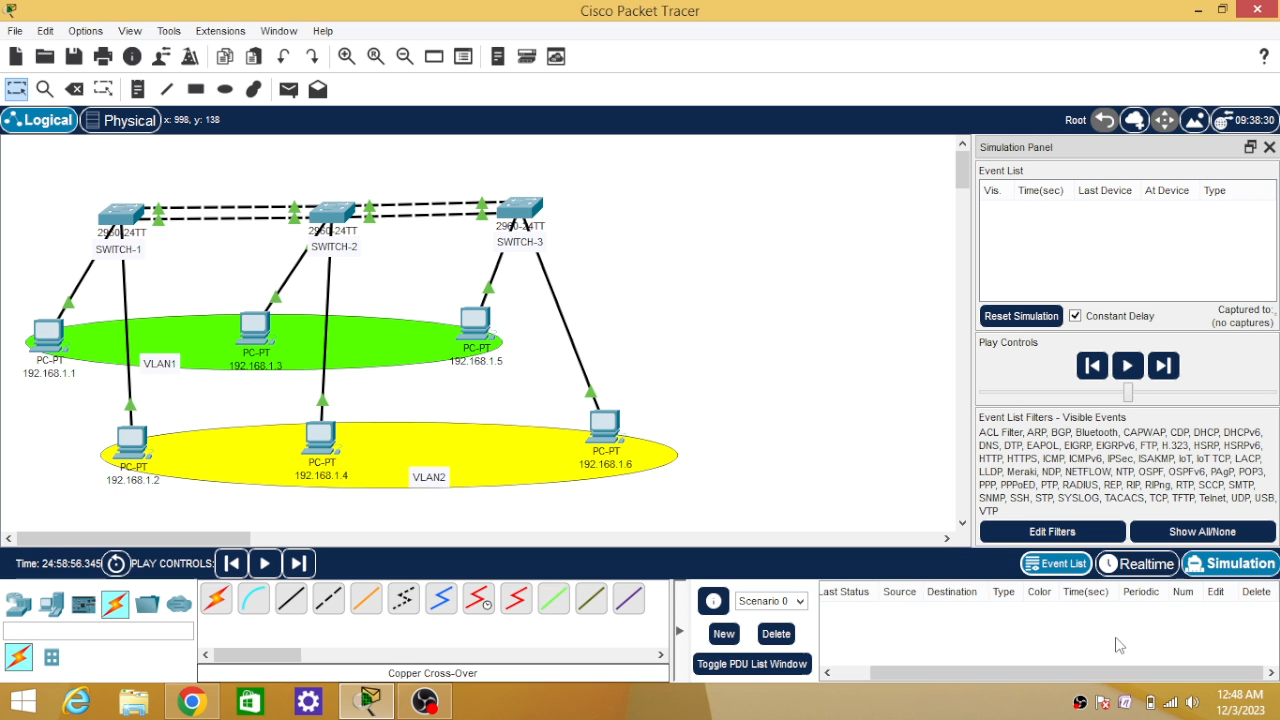 Cisco Packet Tracer
File Edit Options View Tools Extensions Window Help
Logical Physical x: 998, y: 138 Root 09:38:30
Simulation Panel
Event List
Vis. Time(sec) Last Device At Device Type
2960-24TT
SWITCH-1
2960-24TT
SWITCH-2
2960-24TT
SWITCH-3
Reset Simulation Constant Delay Captured to:
(no captures)
Play Controls
PC-PT
192.168.1.1
VLAN1
PC-PT
192.168.1.3
PC-PT
192.168.1.5
PC-PT
192.168.1.2
PC-PT
192.168.1.4
VLAN2
PC-PT
192.168.1.6
Event List Filters - Visible Events
ACL Filter, ARP, BGP, Bluetooth, CAPWAP, CDP, DHCP, DHCPv6,
DNS, DTP, EAPOL, EIGRP, EIGRPv6, FTP, H.323, HSRP, HSRPv6,
HTTP, HTTPS, ICMP, ICMPv6, IPSec, ISAKMP, IoT, IoT TCP, LACP,
LLDP, Meraki, NDP, NETFLOW, NTP, OSPF, OSPFv6, PAgP, POP3,
PPP, PPPoED, PTP, RADIUS, REP, RIP, RIPng, RTP, SCCP, SMTP,
SNMP, SSH, STP, SYSLOG, TACACS, TCP, TFTP, Telnet, UDP, USB,
VTP
Edit Filters Show All/None
Time: 24:58:56.345 PLAY CONTROLS: Event List Realtime Simulation
Scenario 0
New Delete
Toggle PDU List Window
Last Status Source Destination Type Color Time(sec) Periodic Num Edit Delete
Copper Cross-Over
12:48 AM
12/3/2023